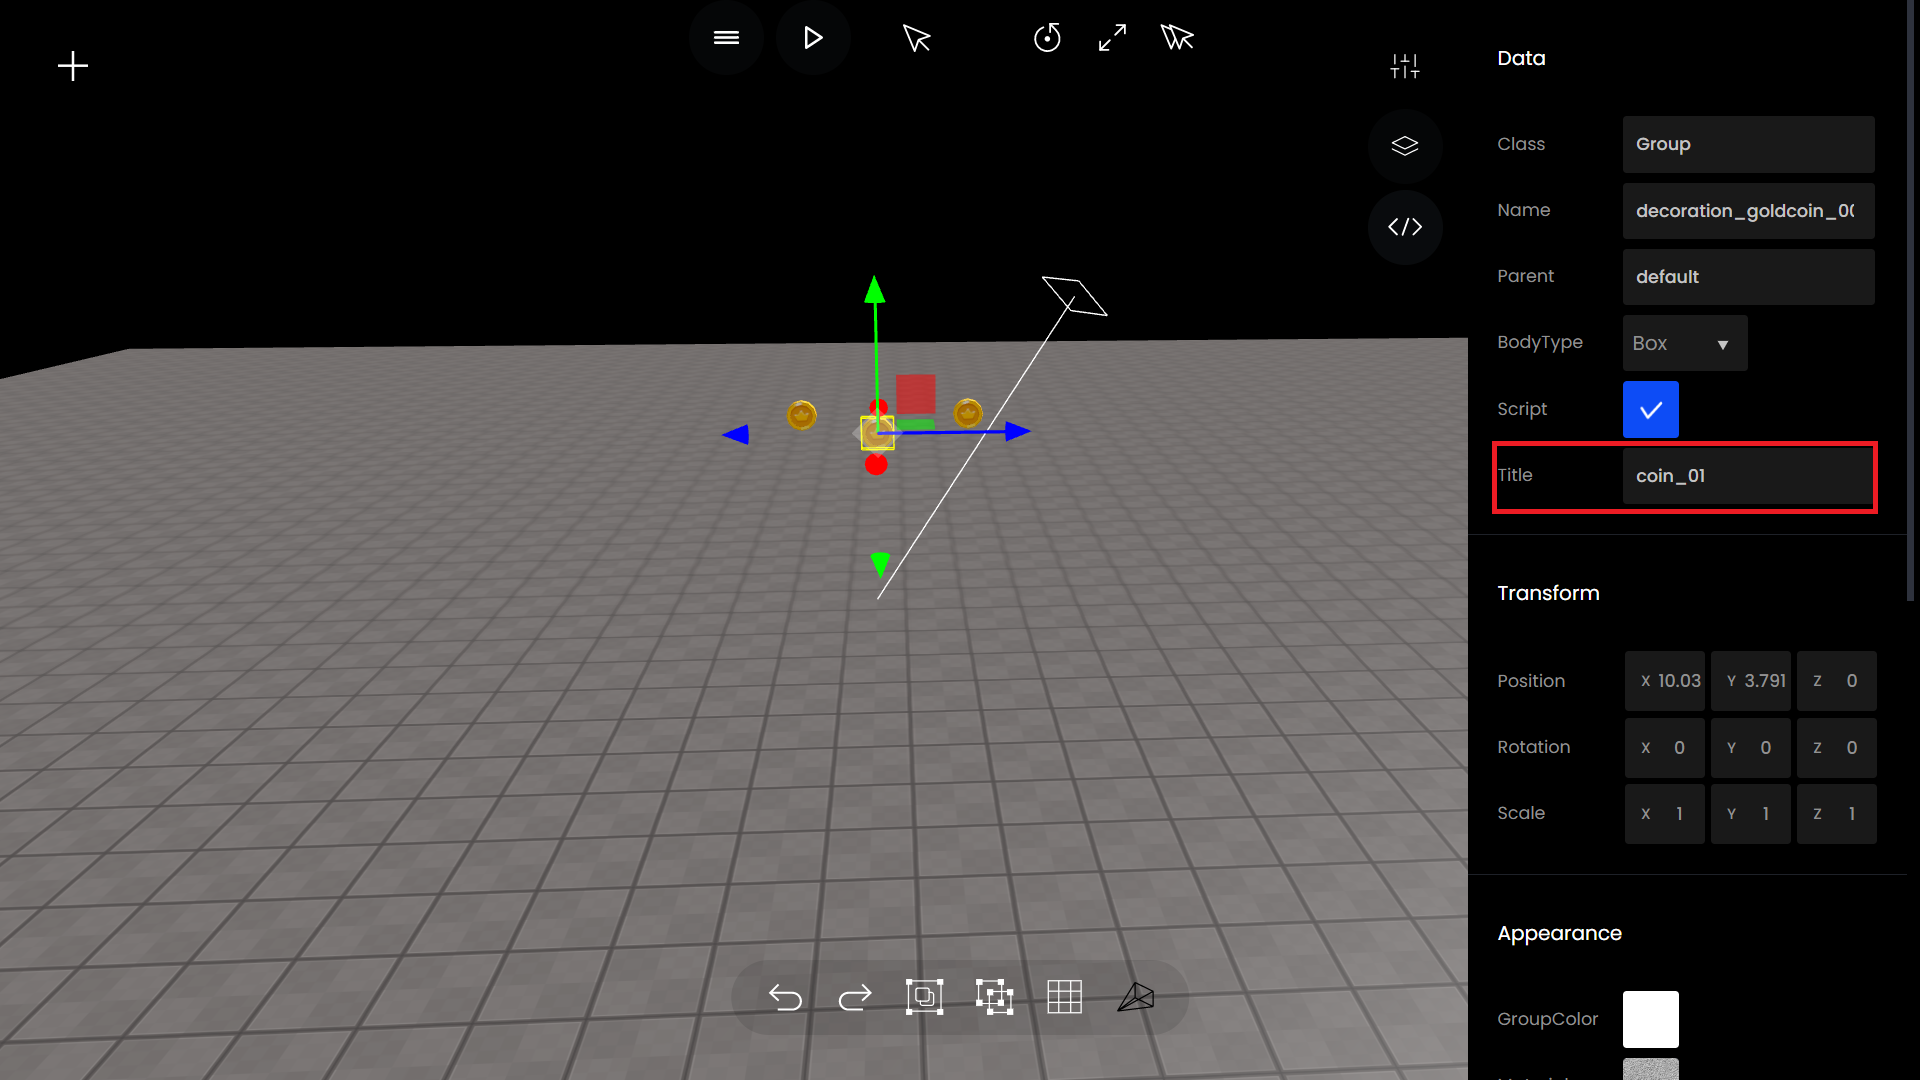 Data
Class Group
Name decoration_goldcoin_00
Parent default
BodyType Box
Script
Title coin_01
Transform
Position X 10.03 Y 3.791 Z 0
Rotation X 0 Y 0 Z 0
Scale X 1 Y 1 Z 1
Appearance
GroupColor